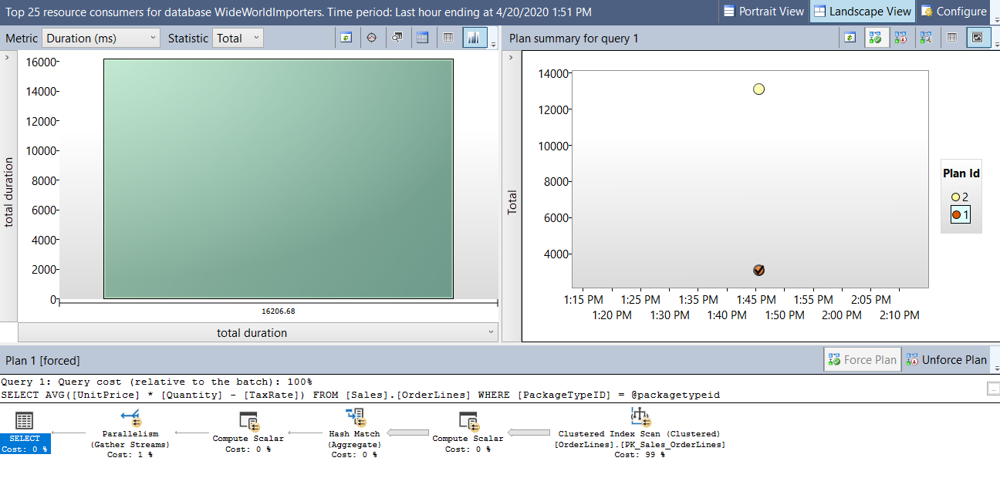 Top 25 resource consumers for database WideWorldImporters. Time period: Last hour ending at 4/20/2020 1:51 PM
Portrait View
Landscape View
Configure
Metric Duration (ms) Statistic Total
16000
14000
12000
10000
8000
6000
4000
2000
0
total duration
16206.68
total duration
Plan summary for query 1
14000
12000
10000
8000
6000
4000
Total
1:15 PM 1:25 PM 1:35 PM 1:45 PM 1:55 PM 2:05 PM
1:20 PM 1:30 PM 1:40 PM 1:50 PM 2:00 PM 2:10 PM
Plan Id
2
1
Plan 1 [forced]
Force Plan
Unforce Plan
Query 1: Query cost (relative to the batch): 100%
SELECT AVG([UnitPrice] * [Quantity] - [TaxRate]) FROM [Sales].[OrderLines] WHERE [PackageTypeID] = @packagetypeid
...
SELECT
Cost: 0 %
Parallelism
(Gather Streams)
Cost: 1 %
Compute Scalar
Cost: 0 %
Hash Match
(Aggregate)
Cost: 0 %
Compute Scalar
Cost: 0 %
Clustered Index Scan (Clustered)
[OrderLines].[PK_Sales_OrderLines]
Cost: 99 %